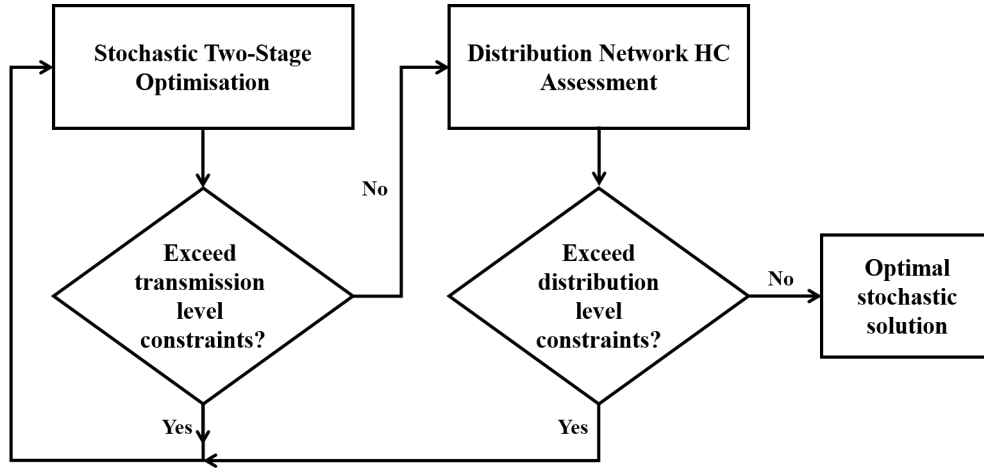 Stochastic Two-Stage
Optimisation
Distribution Network HC
Assessment
No
Exceed
transmission
level
constraints?
Exceed
distribution
level
constraints?
No
Optimal
stochastic
solution
Yes
Yes